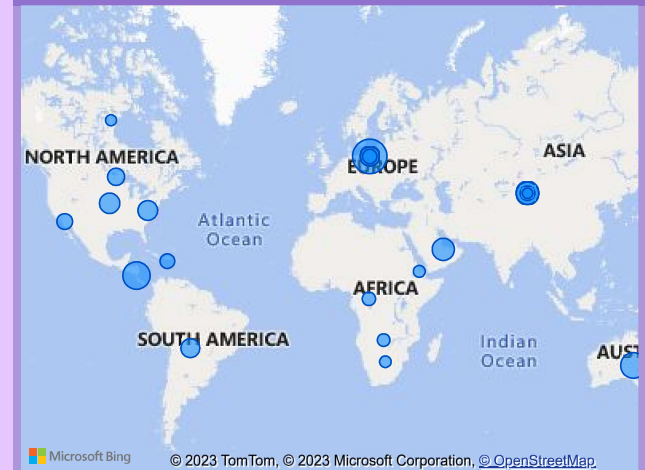 NORTH AMERICA
EUROPE
ASIA
Atlantic
Ocean
AFRICA
SOUTH AMERICA
Indian
Ocean
AUST
Microsoft Bing
© 2023 TomTom, © 2023 Microsoft Corporation, © OpenStreetMap